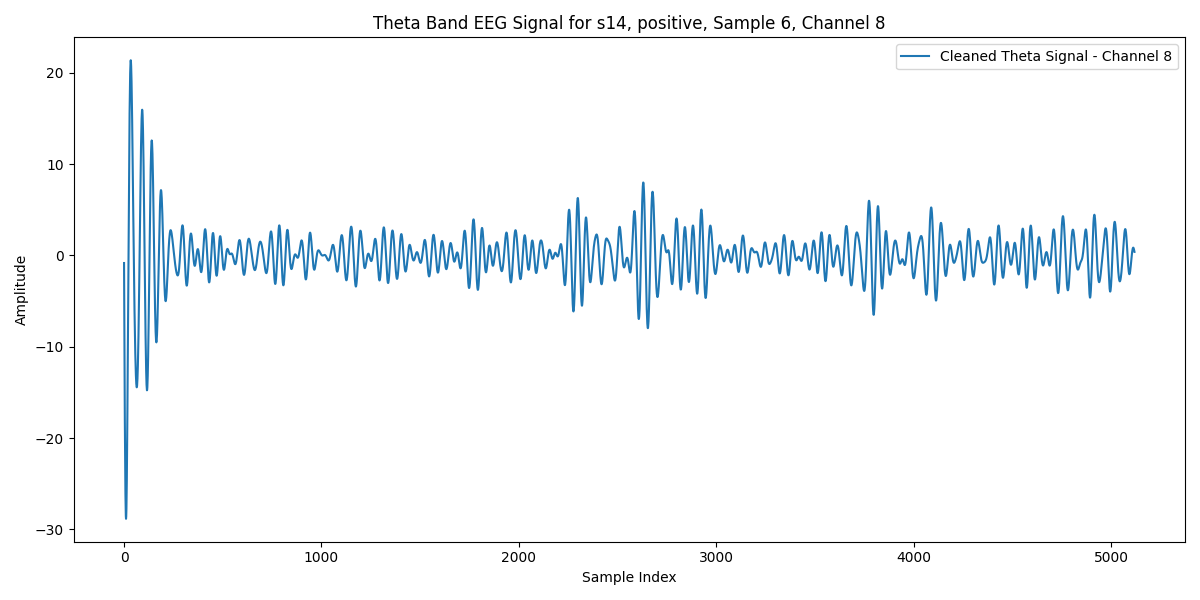 Theta Band EEG Signal for s14, positive, Sample 6, Channel 8
Cleaned Theta Signal - Channel 8
Amplitude
20
10
0
−10
−20
−30
0 1000 2000 3000 4000 5000
Sample Index